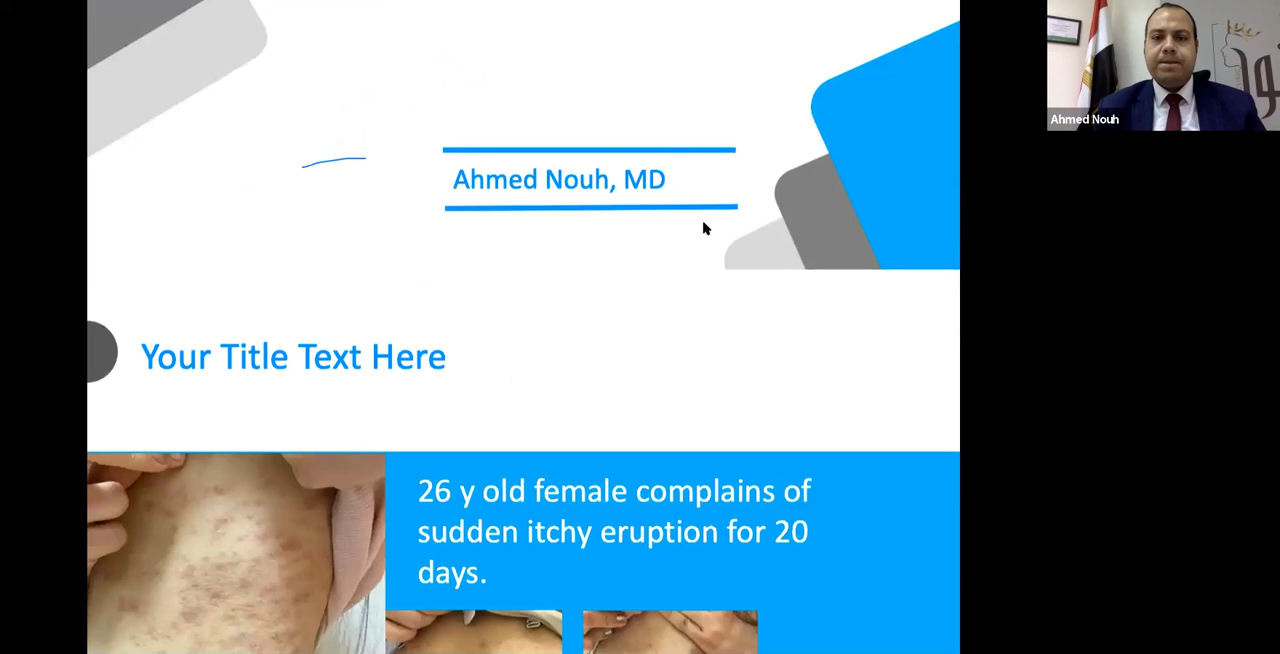 Ahmed Nouh, MD
Ahmed Nouh
Your Title Text Here
26 y old female complains of
sudden itchy eruption for 20
days.